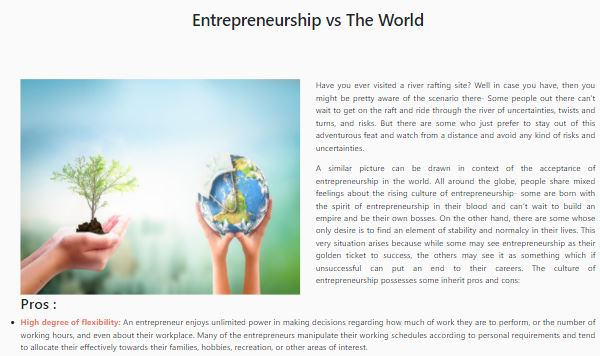 Entrepreneurship vs The World
Have you ever visited a river rafting site? Well in case you have, then you
might be pretty aware of the scenario there- Some people out there can't
wait to get on the raft and ride through the river of uncertainties, twists and
turns, and risks. But there are some who just prefer to stay out of this
adventurous feat and watch from a distance and avoid any kind of risks and
uncertainties.
A similar picture can be drawn in context of the acceptance of
entrepreneurship in the world. All around the globe, people share mixed
feelings about the rising culture of entrepreneurship- some are born with
the spirit of entrepreneurship in their blood and can't wait to build an
empire and be their own bosses. On the other hand, there are some whose
only desire is to find an element of stability and normalcy in their lives. This
very situation arises because while some may see entrepreneurship as their
golden ticket to success, the others may see it as something which if
unsuccessful can put an end to their careers. The culture of
entrepreneurship possesses some inherit pros and cons:
Pros :
• High degree of flexibility: An entrepreneur enjoys unlimited power in making decisions regarding how much of work they are to perform, or the number of
working hours, and even about their workplace. Many of the entrepreneurs manipulate their working schedules according to personal requirements and tend
to allocate their effectively towards their families, hobbies, recreation, or other areas of interest.